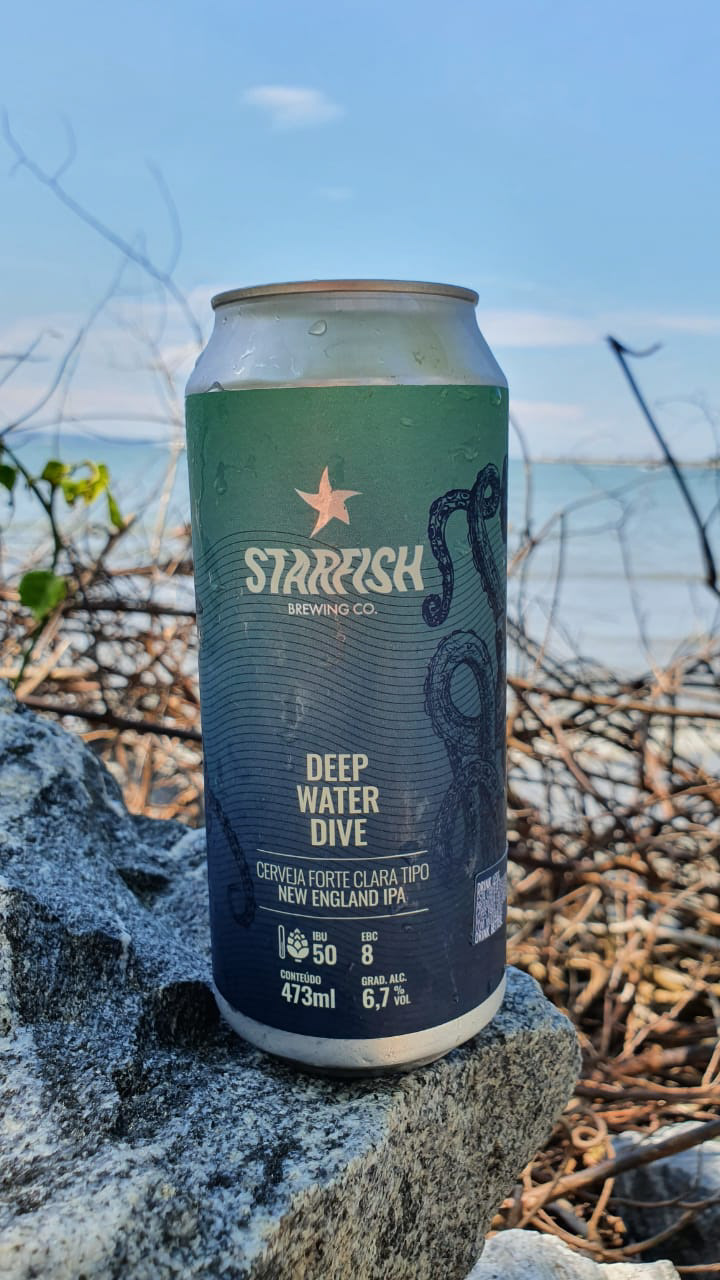 STARFISH
BREWING CO.
DEEP
WATER
DIVE
CERVEJA FORTE CLARA TIPO
NEW ENGLAND IPA
IBU
50
EBC
8
CONTEÚDO
473ml
GRAD. ALC.
6,7 % VOL